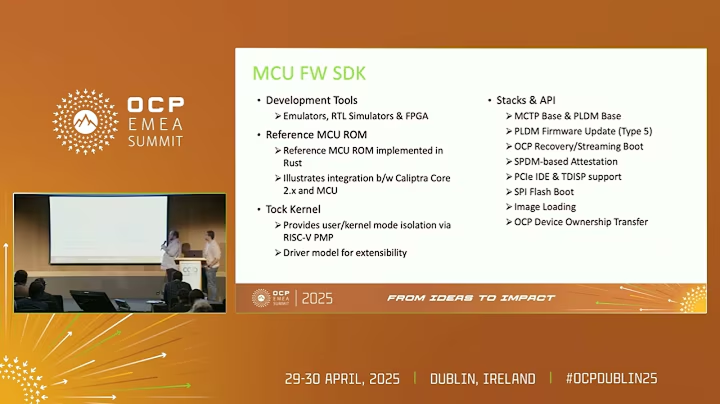 OCP
EMEA
SUMMIT
MCU FW SDK
• Development Tools
➢Emulators, RTL Simulators & FPGA
• Reference MCU ROM
➢Reference MCU ROM implemented in
Rust
➢Illustrates integration b/w Caliptra Core
2.x and MCU
• Tock Kernel
➢Provides user/kernel mode isolation via
RISC-V PMP
➢Driver model for extensibility
• Stacks & API
➢MCTP Base & PLDM Base
➢PLDM Firmware Update (Type 5)
➢OCP Recovery/Streaming Boot
➢SPDM-based Attestation
➢PCIe IDE & TDISP support
➢SPI Flash Boot
➢Image Loading
➢OCP Device Ownership Transfer
OCP
EMEA
SUMMIT
2025
FROM IDEAS TO IMPACT
29-30 APRIL, 2025 | DUBLIN, IRELAND | #OCPDUBLIN25